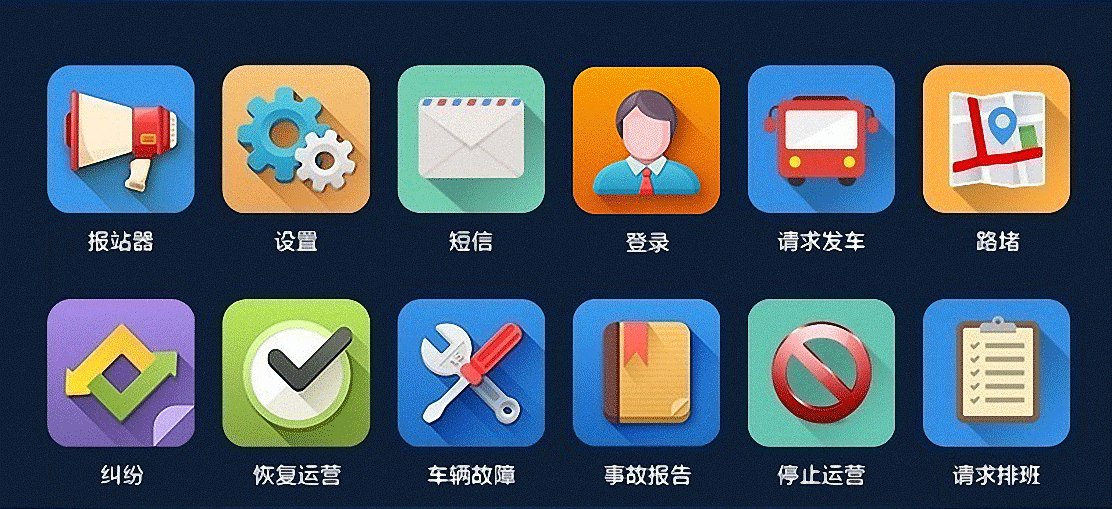 报站器
设置
短信
登录
请求发车
路堵
纠纷
恢复运营
车辆故障
事故报告
停止运营
请求排班